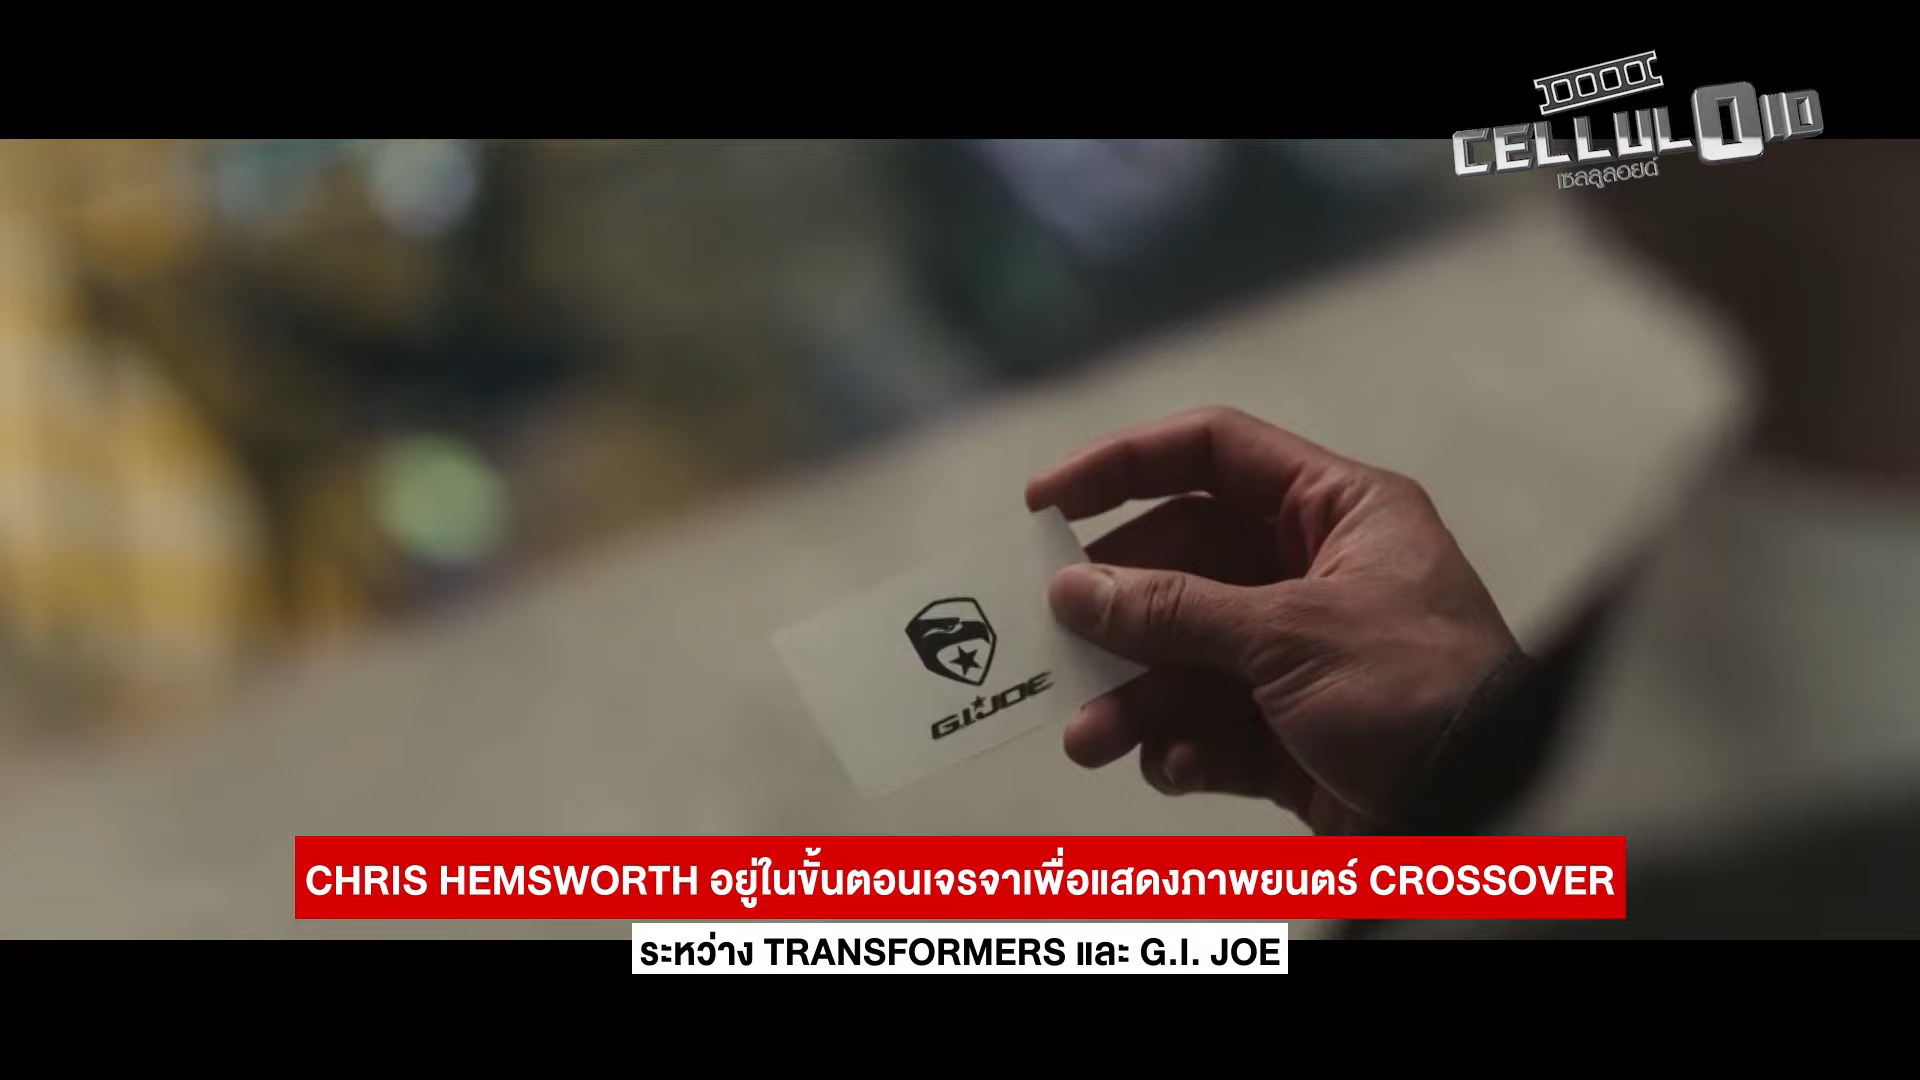 CELLULOID
เซลลูลอยด์
G.I. JOE
CHRIS HEMSWORTH อยู่ในขั้นตอนเจรจาเพื่อแสดงภาพยนตร์ CROSSOVER
ระหว่าง TRANSFORMERS และ G.I. JOE